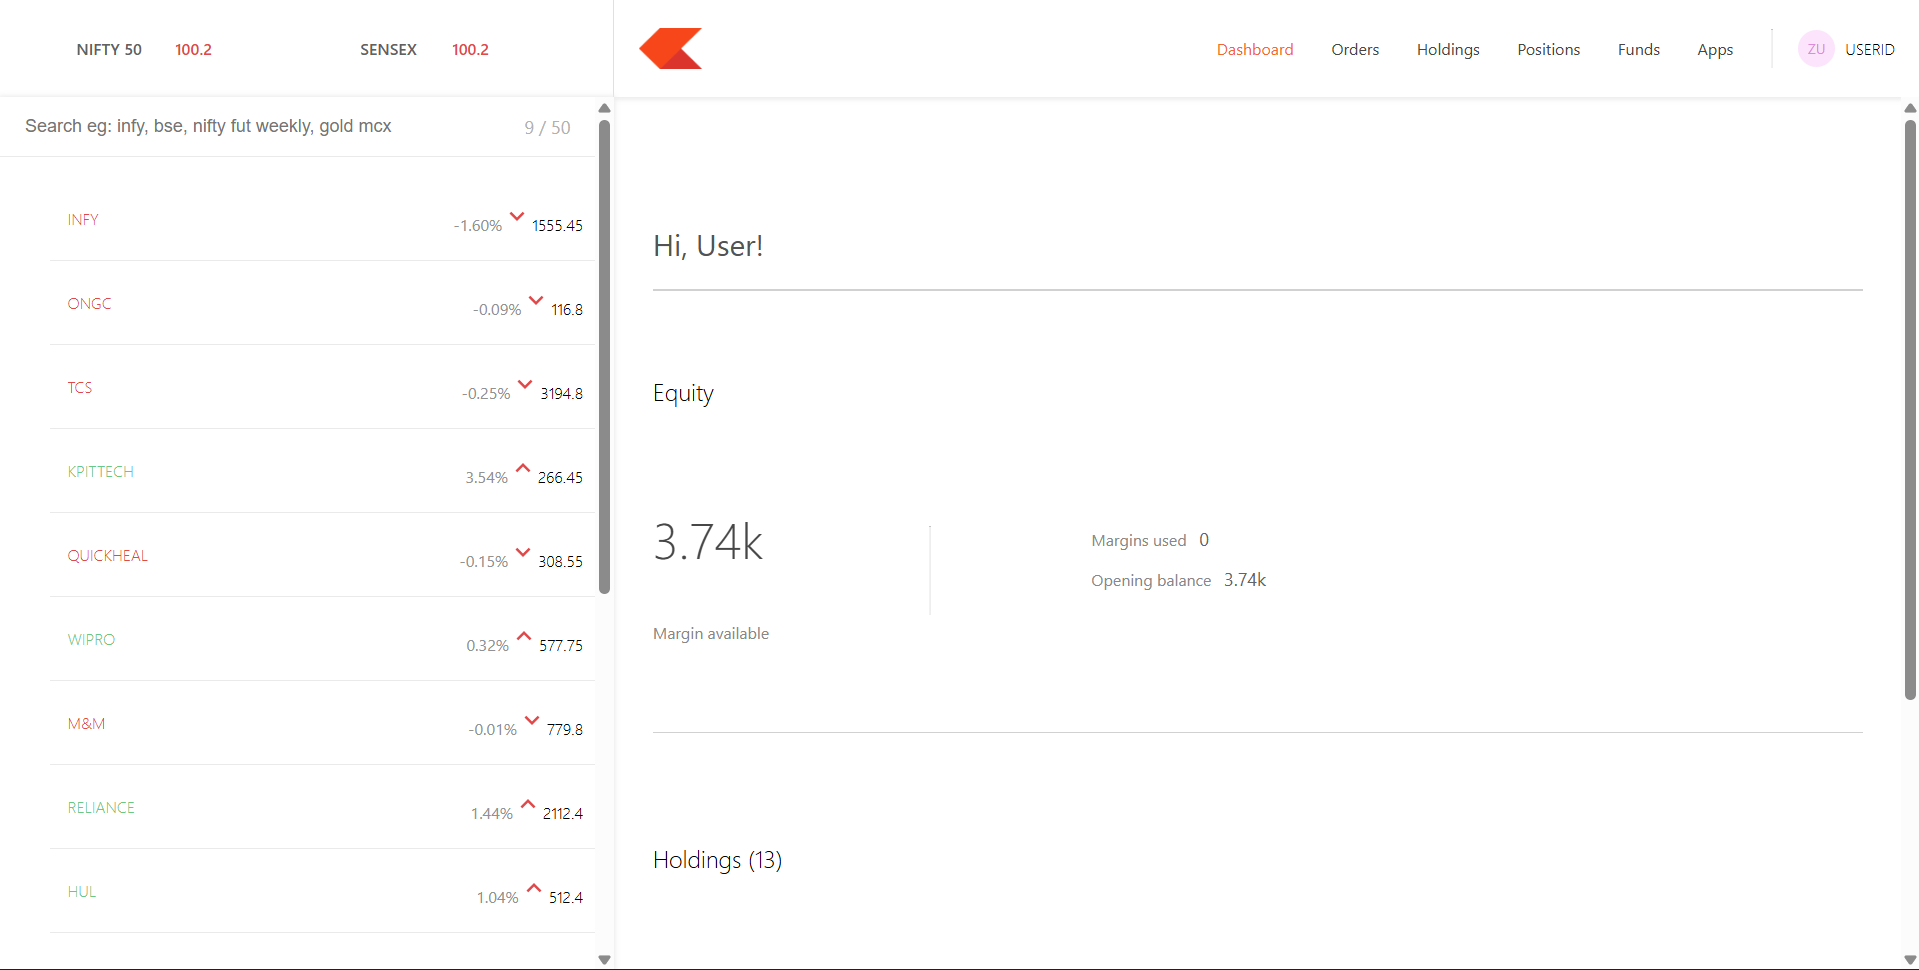 NIFTY 50 100.2 SENSEX 100.2
Dashboard Orders Holdings Positions Funds Apps ZU USERID
Search eg: infy, bse, nifty fut weekly, gold mcx 9 / 50
INFY -1.60% 1555.45
ONGC -0.09% 116.8
TCS -0.25% 3194.8
KPITTECH 3.54% 266.45
QUICKHEAL -0.15% 308.55
WIPRO 0.32% 577.75
M&M -0.01% 779.8
RELIANCE 1.44% 2112.4
HUL 1.04% 512.4
Hi, User!
Equity
3.74k
Margin available
Margins used 0
Opening balance 3.74k
Holdings (13)